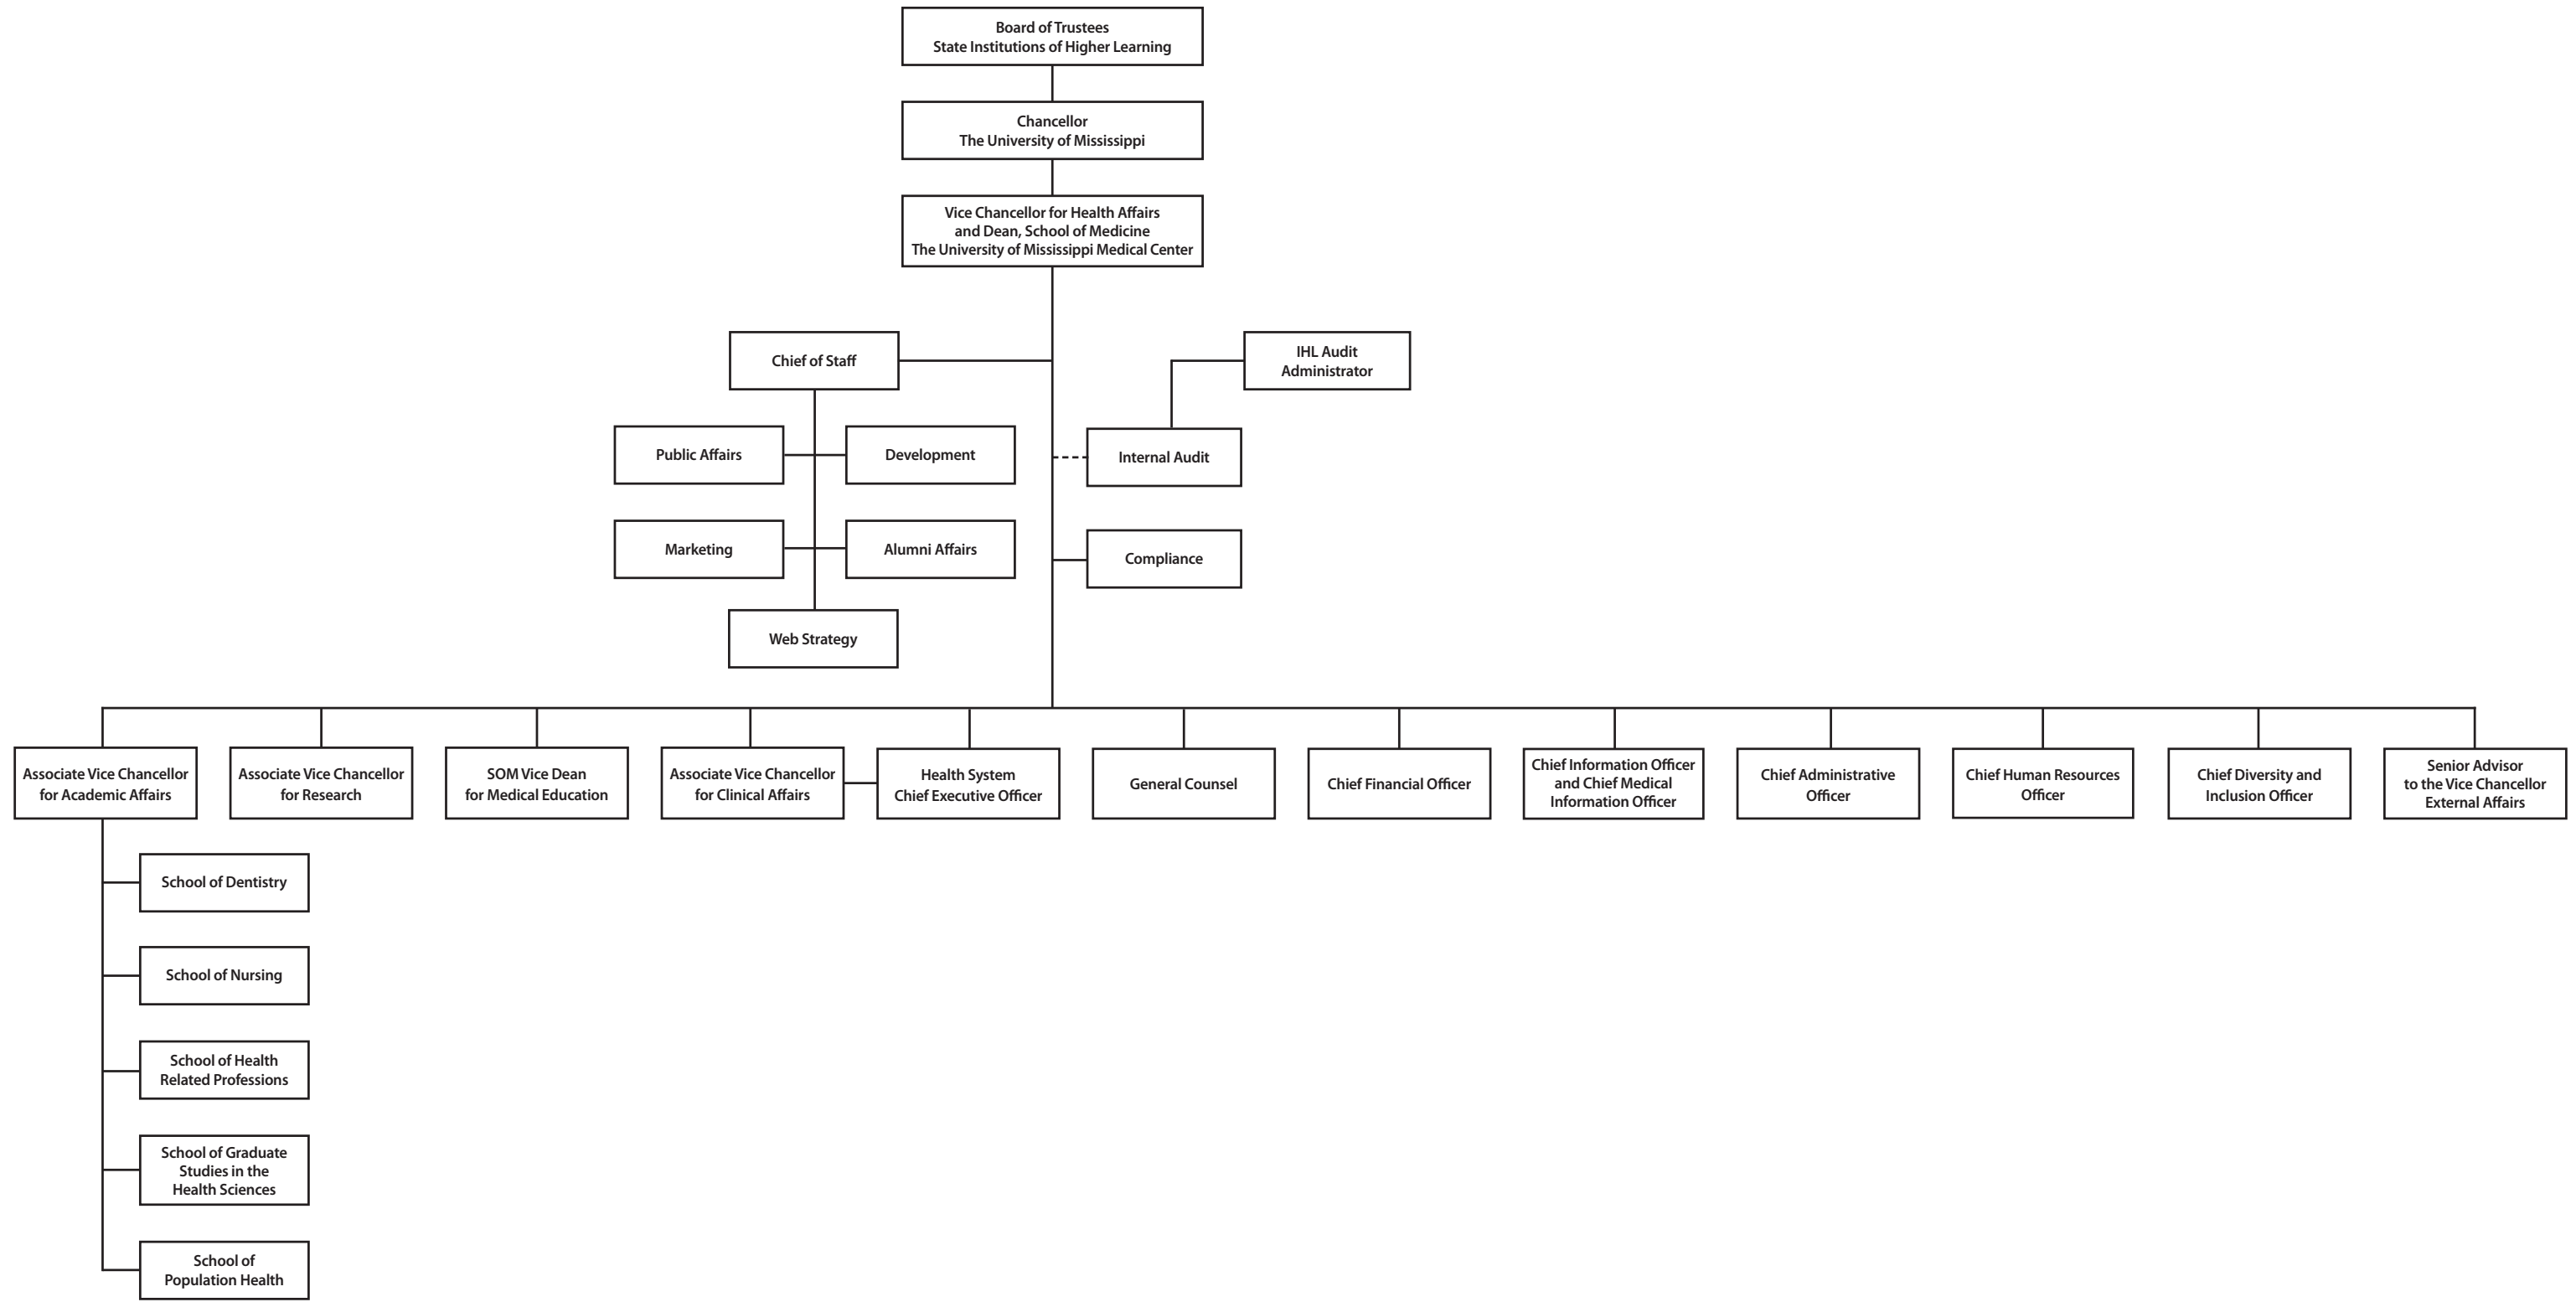 Board of Trustees
State Institutions of Higher Learning
Chancellor
The University of Mississippi
Vice Chancellor for Health Affairs
and Dean, School of Medicine
The University of Mississippi Medical Center
Chief of Staff
IHL Audit
Administrator
Public Affairs
Development
Internal Audit
Marketing
Alumni Affairs
Compliance
Web Strategy
Associate Vice Chancellor
for Academic Affairs
Associate Vice Chancellor
for Research
SOM Vice Dean
for Medical Education
Associate Vice Chancellor
for Clinical Affairs
Health System
Chief Executive Officer
General Counsel
Chief Financial Officer
Chief Information Officer
and Chief Medical
Information Officer
Chief Administrative
Officer
Chief Human Resources
Officer
Chief Diversity and
Inclusion Officer
Senior Advisor
to the Vice Chancellor
External Affairs
School of Dentistry
School of Nursing
School of Health
Related Professions
School of Graduate
Studies in the
Health Sciences
School of
Population Health